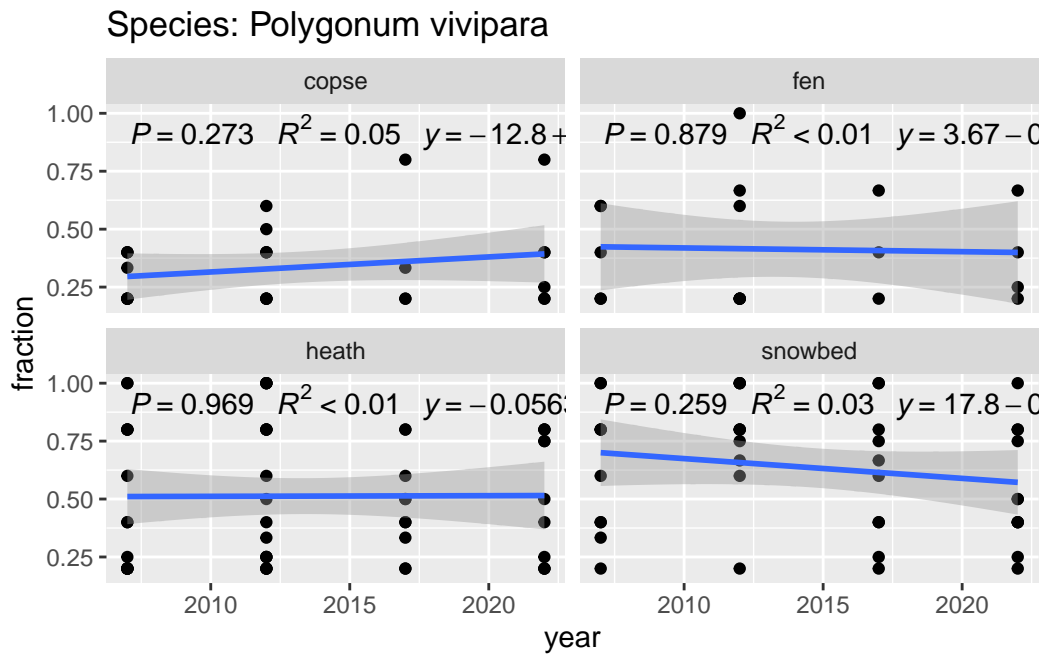 Species: Polygonum vivipara
copse
fen
P = 0.273 R² = 0.05 y = −12.8 +
P = 0.879 R² < 0.01 y = 3.67 − 0
1.00
0.75
0.50
0.25
heath
snowbed
P = 0.969 R² < 0.01 y = −0.056
P = 0.259 R² = 0.03 y = 17.8 − 0
1.00
0.75
0.50
0.25
fraction
2010 2015 2020
2010 2015 2020
year